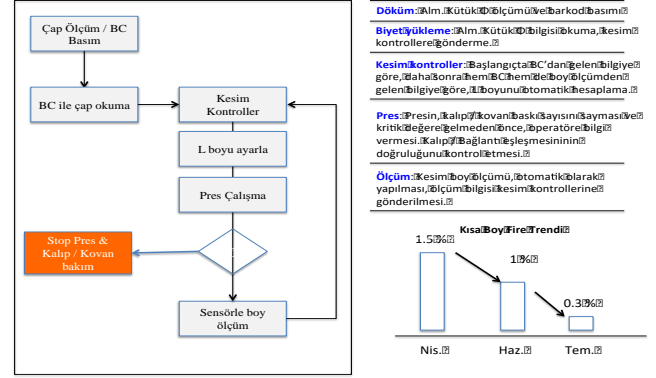 Çap Ölçüm / BC
Basım
BC ile çap okuma
Kesim
Kontroller
L boyu ayarla
Pres Çalışma
Stop Pres &
Kalıp / Kovan
bakım
Sensörle boy
ölçüm
Döküm: Alm. Kütük Φ ölçümü ve barkod basımı
Biyet yükleme: Alm. Kütük Φ bilgisi okuma, kesim
kontrollere gönderme.
Kesim kontroller: Başlangıçta BC'dan gelen bilgiye
göre, daha sonra hem BC hem de boy ölçümden
gelen bilgiye göre, L boyunu otomatik hesaplama.
Pres: Presin, kalıp / kovan baskı sayısını sayması ve
kritik değere gelmeden önce, operatöre bilgi
vermesi. Kalıp / Bağlantı eşleşmesininin
doğruluğunu kontrol etmesi.
Ölçüm: Kesim boy ölçümü, otomatik olarak
yapılması, ölçüm bilgisi kesim kontrollerine
gönderilmesi.
Kısa Boy Fire Trendi
1.5 %
1 %
0.3 %
Nis.
Haz.
Tem.